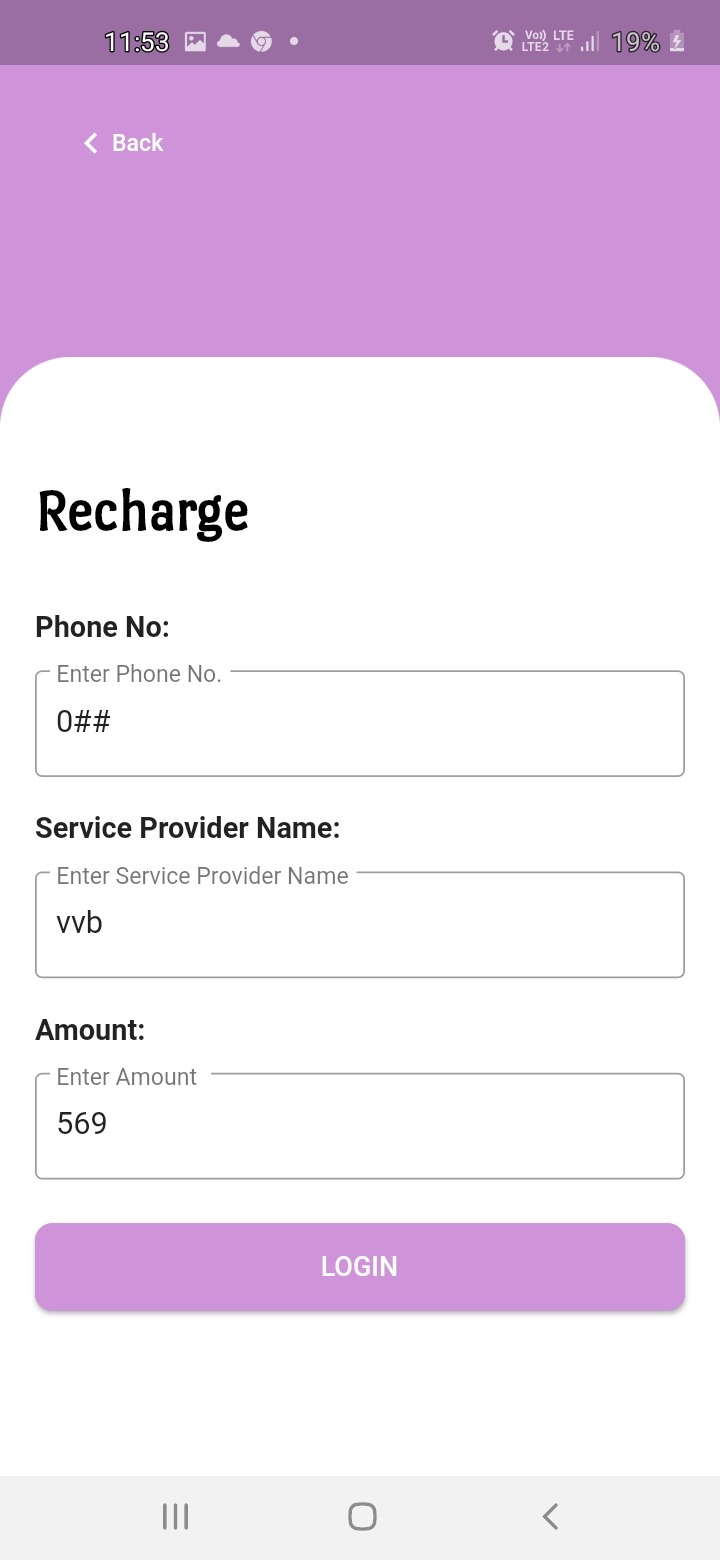 11:53 Vo)) LTE2 LTE 19%
Back
Recharge
Phone No:
Enter Phone No.
0##
Service Provider Name:
Enter Service Provider Name
vvb
Amount:
Enter Amount
569
LOGIN